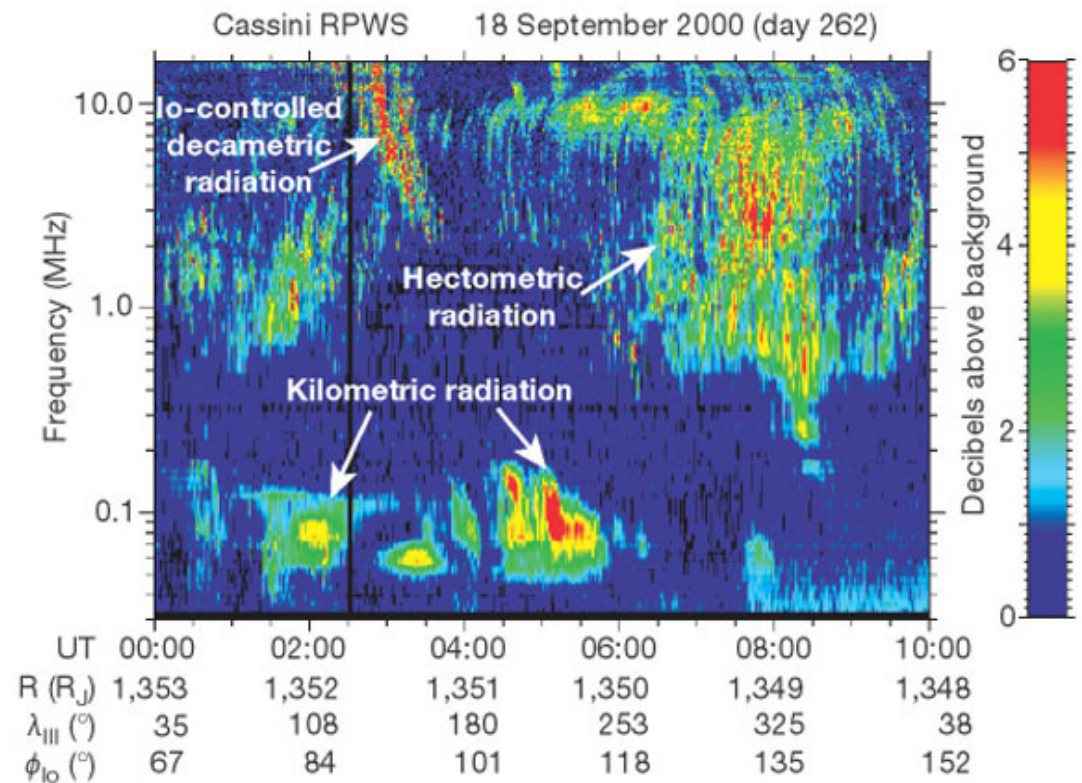 Cassini RPWS 18 September 2000 (day 262)
10.0
1.0
0.1
Frequency (MHz)
Io-controlled
decametric
radiation
Hectometric
radiation
Kilometric radiation
6
4
2
0
Decibels above background
UT 00:00 02:00 04:00 06:00 08:00 10:00
R (R_J) 1,353 1,352 1,351 1,350 1,349 1,348
λ_III (°) 35 108 180 253 325 38
ϕ_Io (°) 67 84 101 118 135 152